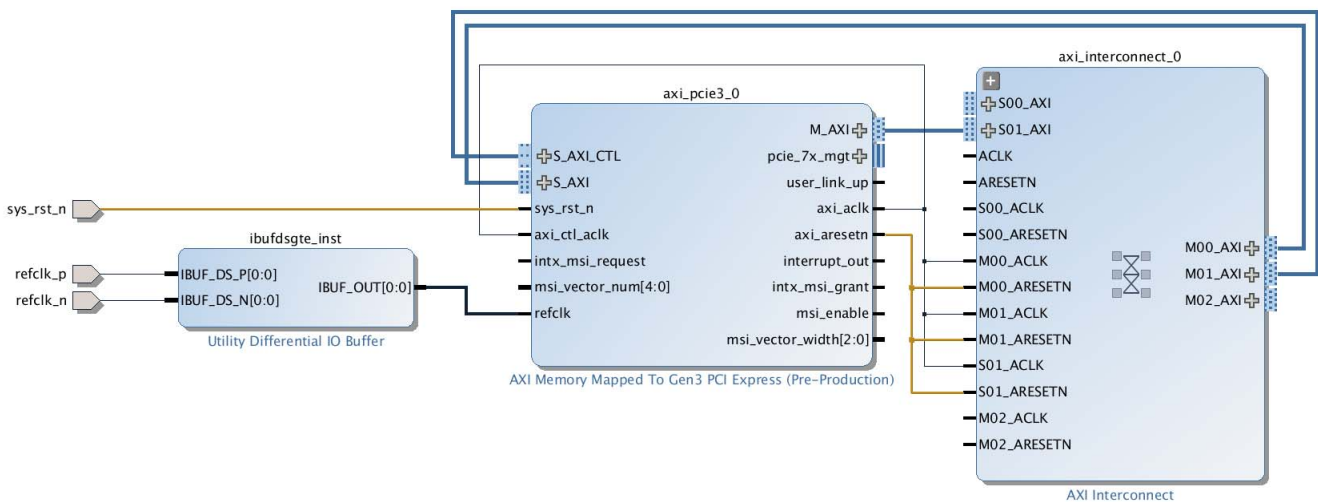 sys_rst_n
refclk_p
refclk_n
ibufdsgte_inst
IBUF_DS_P[0:0]
IBUF_DS_N[0:0]
IBUF_OUT[0:0]
Utility Differential IO Buffer
axi_pcie3_0
S_AXI_CTL
S_AXI
sys_rst_n
axi_ctl_aclk
intx_msi_request
msi_vector_num[4:0]
refclk
M_AXI
pcie_7x_mgt
user_link_up
axi_aclk
axi_aresetn
interrupt_out
intx_msi_grant
msi_enable
msi_vector_width[2:0]
AXI Memory Mapped To Gen3 PCI Express (Pre-Production)
axi_interconnect_0
S00_AXI
S01_AXI
ACLK
ARESETN
S00_ACLK
S00_ARESETN
M00_ACLK
M00_ARESETN
M01_ACLK
M01_ARESETN
S01_ACLK
S01_ARESETN
M02_ACLK
M02_ARESETN
M00_AXI
M01_AXI
M02_AXI
AXI Interconnect